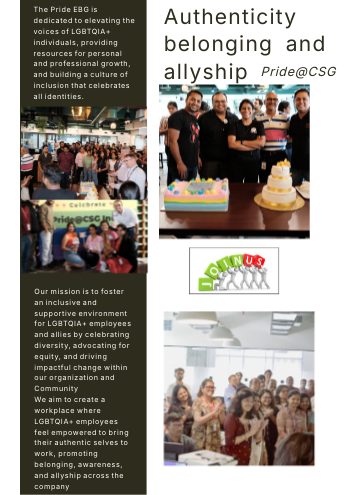 The Pride EBG is
dedicated to elevating the
voices of LGBTQIA+
individuals, providing
resources for personal
and professional growth,
and building a culture of
inclusion that celebrates
all identities.
Authenticity
belonging and
allyship Pride@CSG
Celebrate
Pride@CSG Ind
JOIN US
Our mission is to foster
an inclusive and
supportive environment
for LGBTQIA+ employees
and allies by celebrating
diversity, advocating for
equity, and driving
impactful change within
our organization and
Community
We aim to create a
workplace where
LGBTQIA+ employees
feel empowered to bring
their authentic selves to
work, promoting
belonging, awareness,
and allyship across the
company